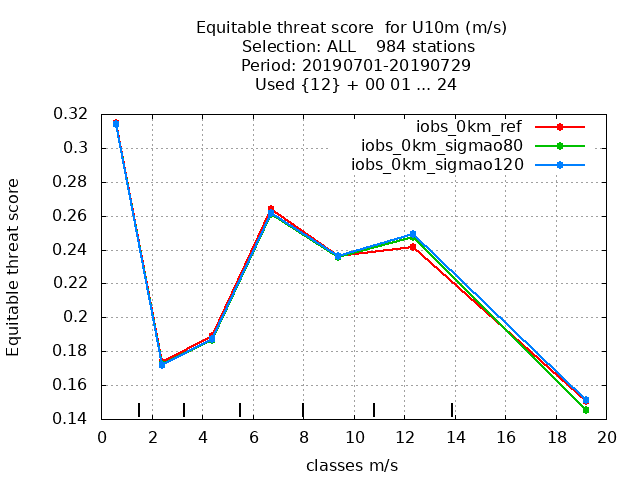 Equitable threat score  for U10m (m/s)
Selection: ALL    984 stations
Period: 20190701-20190729
Used {12} + 00 01 ... 24
iobs_0km_ref
iobs_0km_sigmao80
iobs_0km_sigmao120
Equitable threat score
0.32
0.3
0.28
0.26
0.24
0.22
0.2
0.18
0.16
0.14
0 2 4 6 8 10 12 14 16 18 20
classes m/s